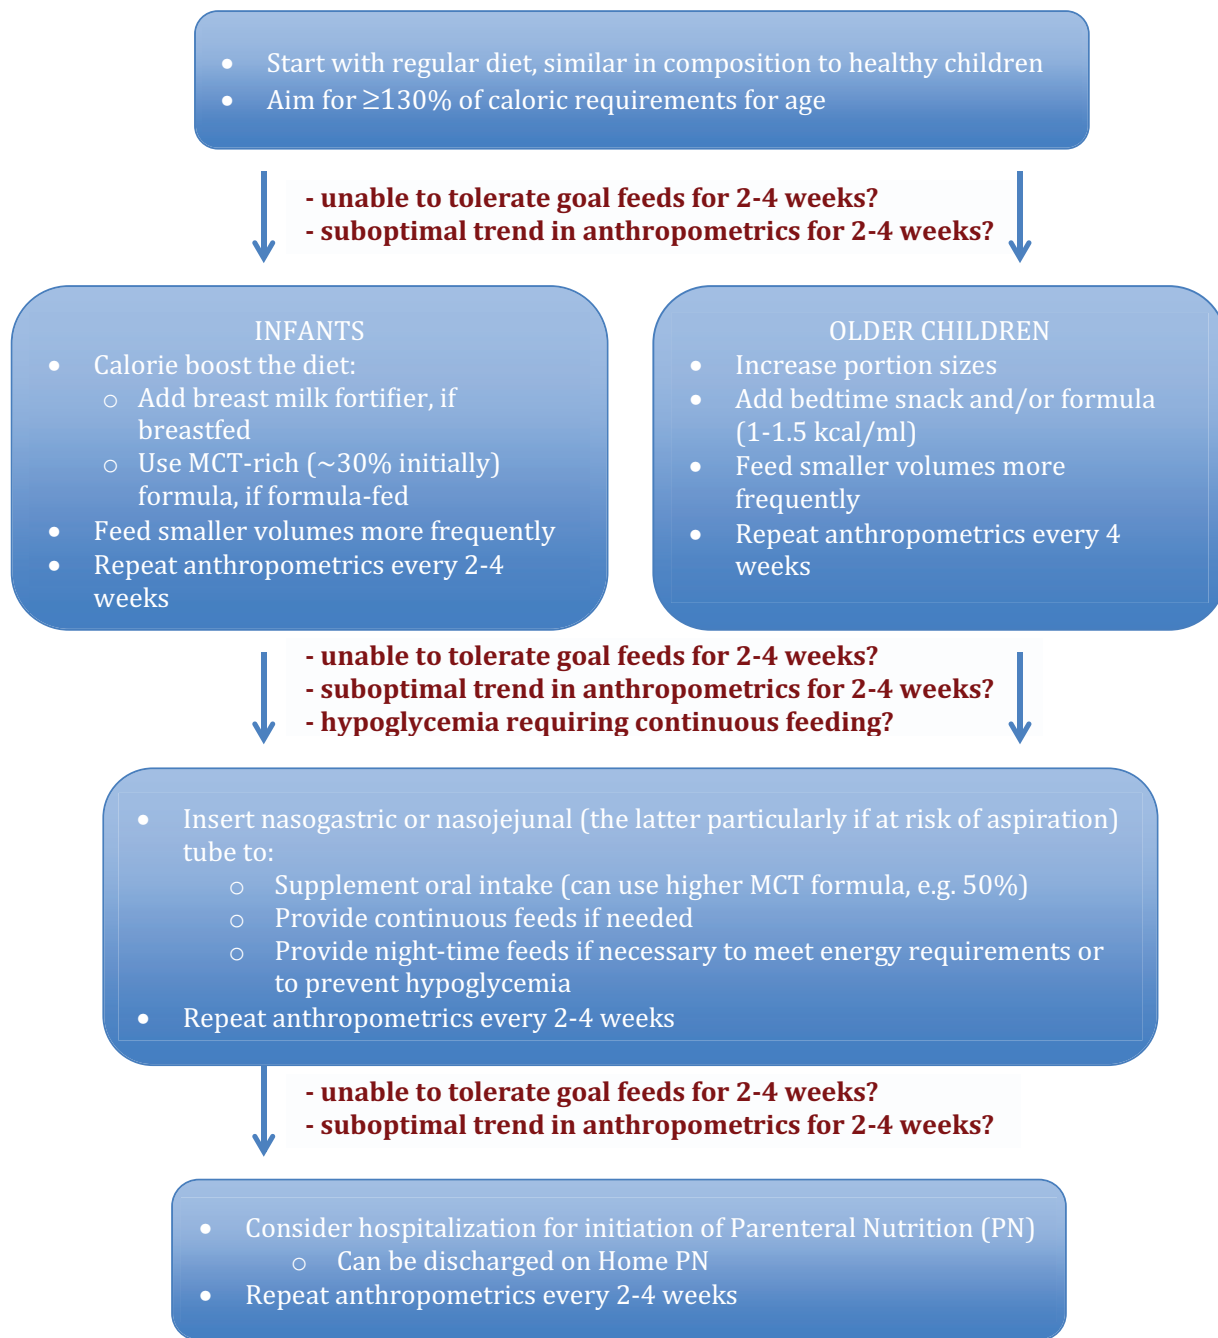 • Start with regular diet, similar in composition to healthy children
• Aim for ≥130% of caloric requirements for age
- unable to tolerate goal feeds for 2-4 weeks?
- suboptimal trend in anthropometrics for 2-4 weeks?
INFANTS
• Calorie boost the diet:
o Add breast milk fortifier, if
breastfed
o Use MCT-rich (~30% initially)
formula, if formula-fed
• Feed smaller volumes more frequently
• Repeat anthropometrics every 2-4
weeks
OLDER CHILDREN
• Increase portion sizes
• Add bedtime snack and/or formula
(1-1.5 kcal/ml)
• Feed smaller volumes more
frequently
• Repeat anthropometrics every 4
weeks
- unable to tolerate goal feeds for 2-4 weeks?
- suboptimal trend in anthropometrics for 2-4 weeks?
- hypoglycemia requiring continuous feeding?
• Insert nasogastric or nasojejunal (the latter particularly if at risk of aspiration)
tube to:
o Supplement oral intake (can use higher MCT formula, e.g. 50%)
o Provide continuous feeds if needed
o Provide night-time feeds if necessary to meet energy requirements or
to prevent hypoglycemia
• Repeat anthropometrics every 2-4 weeks
- unable to tolerate goal feeds for 2-4 weeks?
- suboptimal trend in anthropometrics for 2-4 weeks?
• Consider hospitalization for initiation of Parenteral Nutrition (PN)
o Can be discharged on Home PN
• Repeat anthropometrics every 2-4 weeks